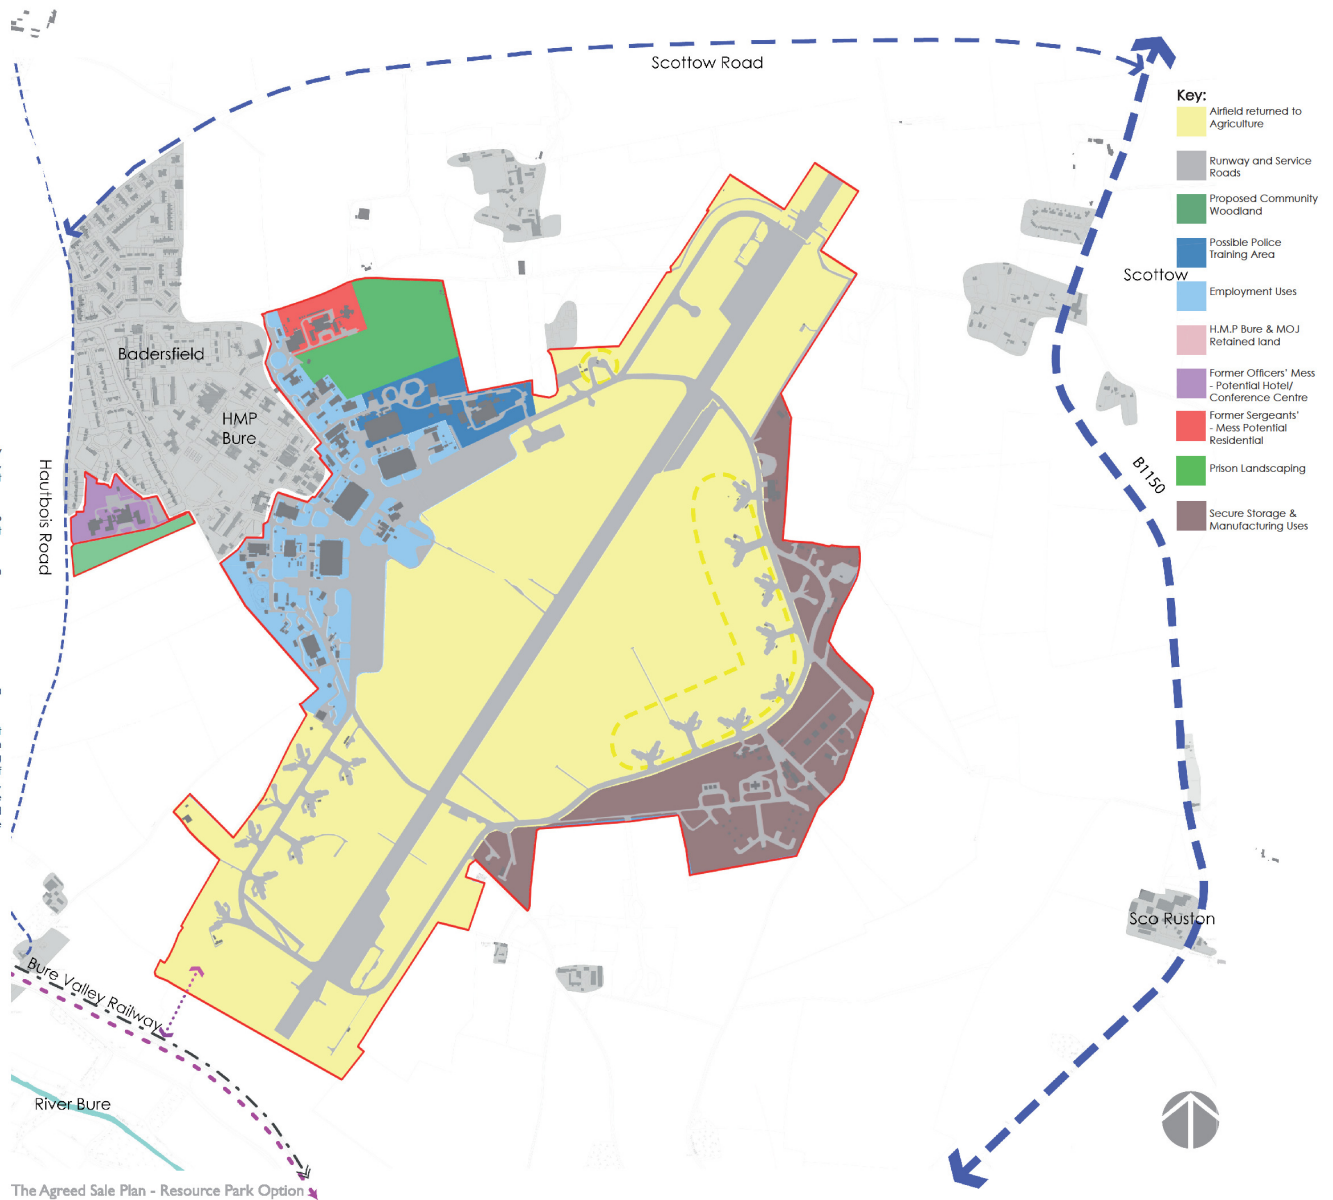 Scottow Road
Key:
Airfield returned to
Agriculture
Runway and Service
Roads
Proposed Community
Woodland
Possible Police
Training Area
Employment Uses
H.M.P Bure & MOJ
Retained land
Former Officers' Mess
- Potential Hotel/
Conference Centre
Former Sergeants'
- Mess Potential
Residential
Prison Landscaping
Secure Storage &
Manufacturing Uses
Scottow
Badersfield
HMP
Bure
Hautbois Road
B1150
Sco Ruston
Bure Valley Railway
River Bure
The Agreed Sale Plan - Resource Park Option